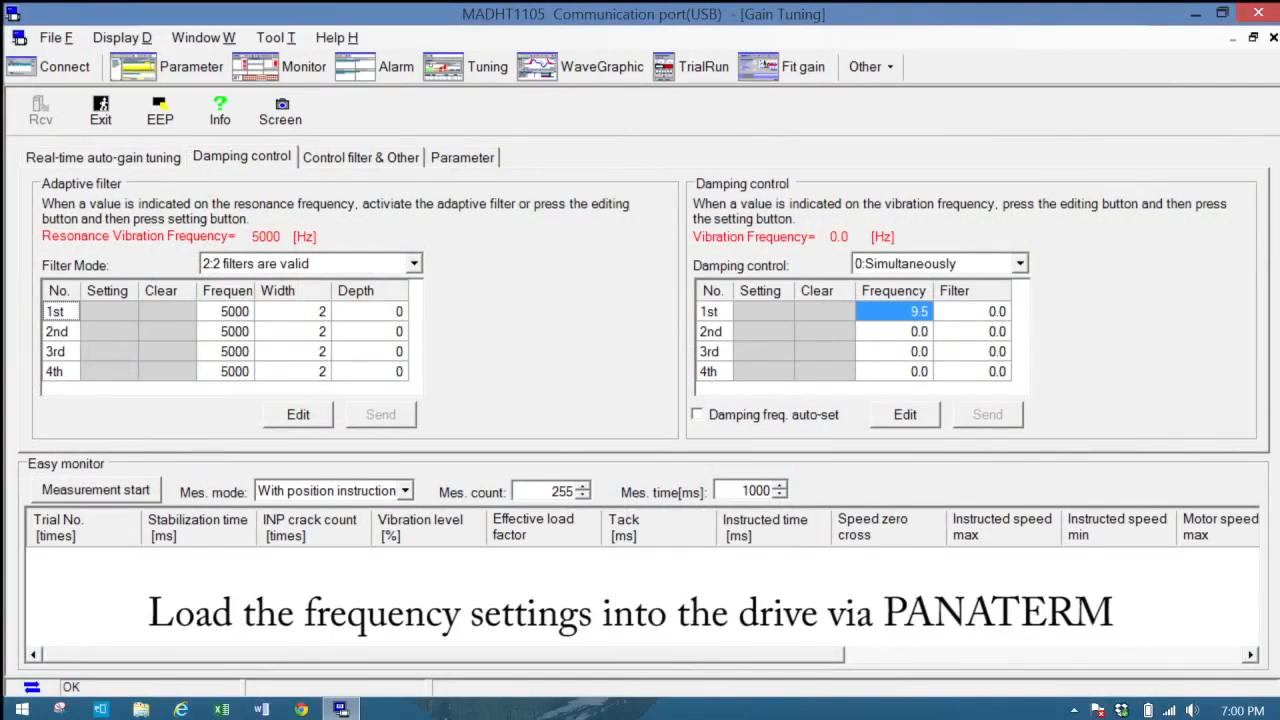 MADHT1105 Communication port(USB) - [Gain Tuning]
File F Display D Window W Tool T Help H
Connect Parameter Monitor Alarm Tuning WaveGraphic TrialRun Fit gain Other
Rcv Exit EEP Info Screen
Real-time auto-gain tuning Damping control Control filter & Other Parameter
Adaptive filter
When a value is indicated on the resonance frequency, activiate the adaptive filter or press the editing
button and then press setting button.
Resonance Vibration Frequency= 5000 [Hz]
Filter Mode: 2:2 filters are valid
No. Setting Clear Frequen Width Depth
1st 5000 2 0
2nd 5000 2 0
3rd 5000 2 0
4th 5000 2 0
Edit Send
Damping control
When a value is indicated on the vibration frequency, press the editing button and then press
the setting button.
Vibration Frequency= 0.0 [Hz]
Damping control: 0:Simultaneously
No. Setting Clear Frequency Filter
1st 9.5 0.0
2nd 0.0 0.0
3rd 0.0 0.0
4th 0.0 0.0
Damping freq. auto-set Edit Send
Easy monitor
Measurement start Mes. mode: With position instruction Mes. count: 255 Mes. time[ms]: 1000
Trial No. Stabilization time INP crack count Vibration level Effective load Tack Instructed time Speed zero Instructed speed Instructed speed Motor speed
[times] [ms] [times] [%] factor [ms] [ms] cross max min max
Load the frequency settings into the drive via PANATERM
OK
7:00 PM